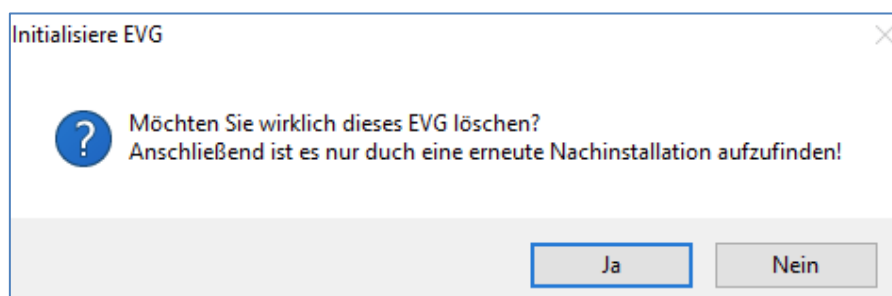 Initialisiere EVG
Möchten Sie wirklich dieses EVG löschen?
Anschließend ist es nur duch eine erneute Nachinstallation aufzufinden!
Ja Nein